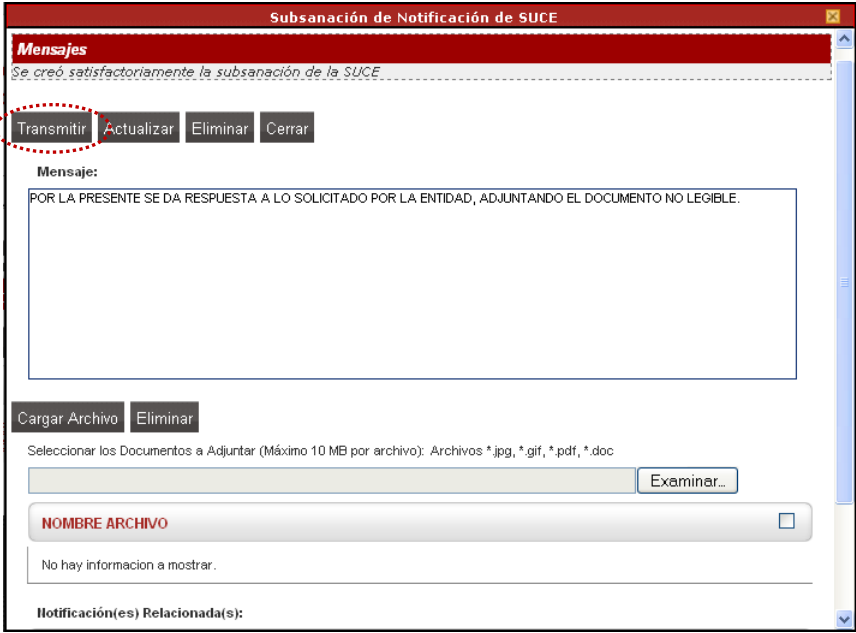 Subsanación de Notificación de SUCE
Mensajes
Se creó satisfactoriamente la subsanación de la SUCE
Transmitir Actualizar Eliminar Cerrar
Mensaje:
POR LA PRESENTE SE DA RESPUESTA A LO SOLICITADO POR LA ENTIDAD, ADJUNTANDO EL DOCUMENTO NO LEGIBLE.
Cargar Archivo Eliminar
Seleccionar los Documentos a Adjuntar (Máximo 10 MB por archivo): Archivos *.jpg, *.gif, *.pdf, *.doc
Examinar...
NOMBRE ARCHIVO
No hay informacion a mostrar.
Notificación(es) Relacionada(s):